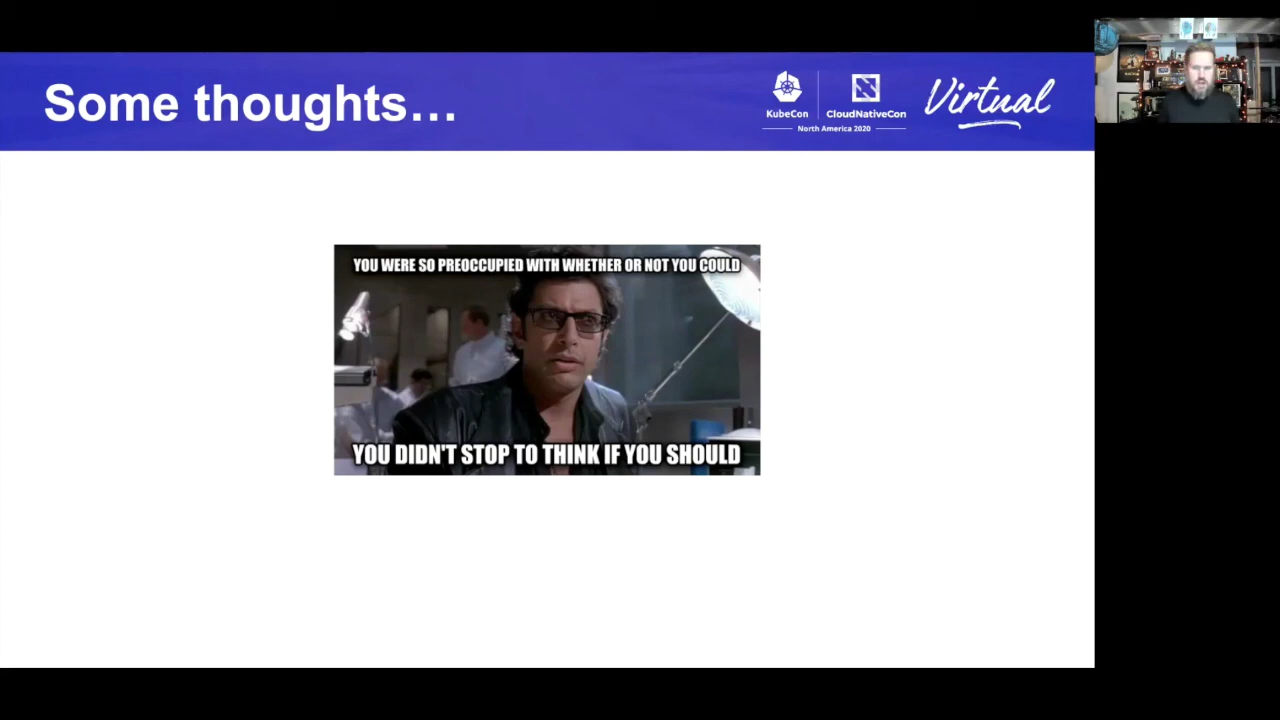 Some thoughts...
KubeCon
CloudNativeCon
North America 2020
Virtual
YOU WERE SO PREOCCUPIED WITH WHETHER OR NOT YOU COULD
YOU DIDN'T STOP TO THINK IF YOU SHOULD